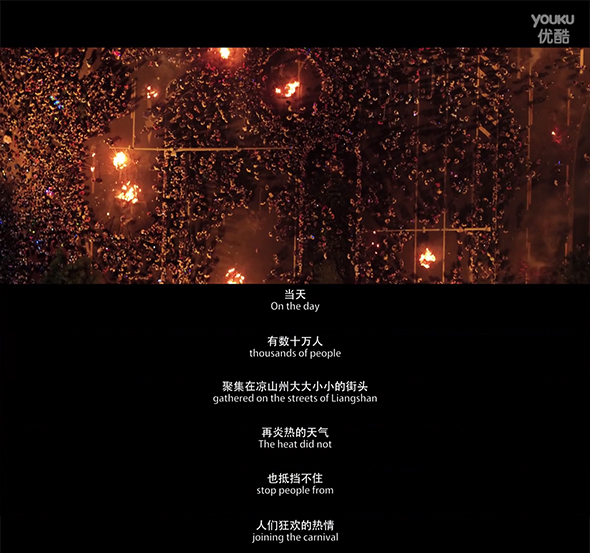 YOUKU
优酷
当天
On the day
有数十万人
thousands of people
聚集在凉山州大大小小的街头
gathered on the streets of Liangshan
再炎热的天气
The heat did not
也抵挡不住
stop people from
人们狂欢的热情
joining the carnival